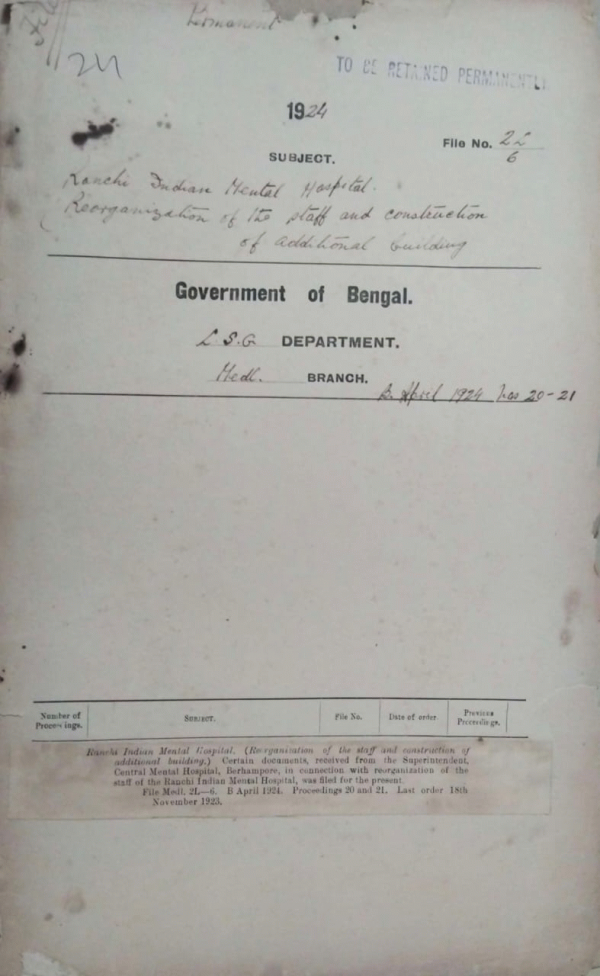 Permanent
File
211
TO BE RETAINED PERMANENTLY
1924
File No. 2L/6
SUBJECT.
Ranchi Indian Mental Hospital.
(Reorganization of the staff and construction
of additional building
Government of Bengal.
L.S.G. DEPARTMENT.
Medl. BRANCH.
B. April 1924 Nos 20-21
Number of Proceedings. SUBJECT. File No. Date of order. Previous Proceedings.
Ranchi Indian Mental Hospital. (Reorganisation of the staff and construction of
additional building.) Certain documents, received from the Superintendent,
Central Mental Hospital, Berhampore, in connection with reorganization of the
staff of the Ranchi Indian Mental Hospital, was filed for the present.
File Medl. 2L—6. B April 1924. Proceedings 20 and 21. Last order 18th
November 1923.